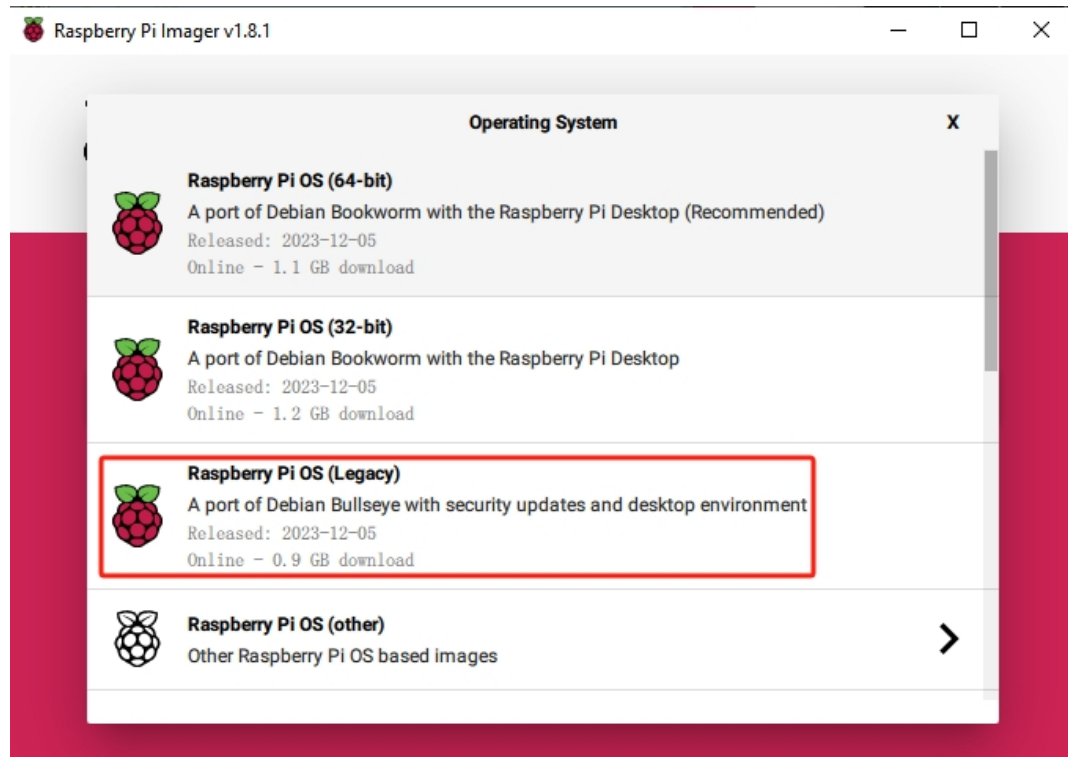 Raspberry Pi Imager v1.8.1
Operating System
X
Raspberry Pi OS (64-bit)
A port of Debian Bookworm with the Raspberry Pi Desktop (Recommended)
Released: 2023-12-05
Online - 1.1 GB download
Raspberry Pi OS (32-bit)
A port of Debian Bookworm with the Raspberry Pi Desktop
Released: 2023-12-05
Online - 1.2 GB download
Raspberry Pi OS (Legacy)
A port of Debian Bullseye with security updates and desktop environment
Released: 2023-12-05
Online - 0.9 GB download
Raspberry Pi OS (other)
Other Raspberry Pi OS based images